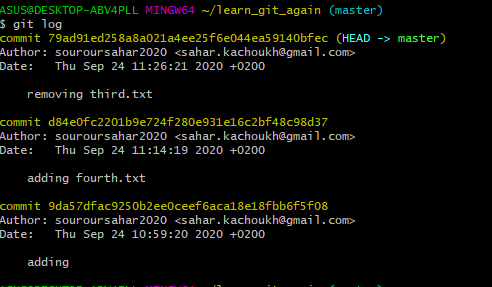 ASUS@DESKTOP-ABV4PLL MINGW64 ~/learn_git_again (master)
$ git log
commit 79ad91ed258a8a021a4ee25f6e044ea59140bfec (HEAD -> master)
Author: souroursahar2020 <sahar.kachoukh@gmail.com>
Date:   Thu Sep 24 11:26:21 2020 +0200
removing third.txt
commit d84e0fc2201b9e724f280e931e16c2bf48c98d37
Author: souroursahar2020 <sahar.kachoukh@gmail.com>
Date:   Thu Sep 24 11:14:19 2020 +0200
adding fourth.txt
commit 9da57dfac9250b2ee0ceef6aca18e18fbb6f5f08
Author: souroursahar2020 <sahar.kachoukh@gmail.com>
Date:   Thu Sep 24 10:59:20 2020 +0200
adding